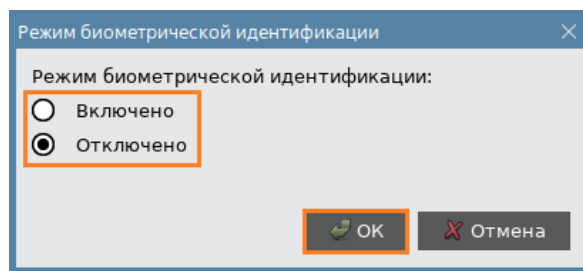 Режим биометрической идентификации
Режим биометрической идентификации:
Включено
Отключено
ОК Отмена